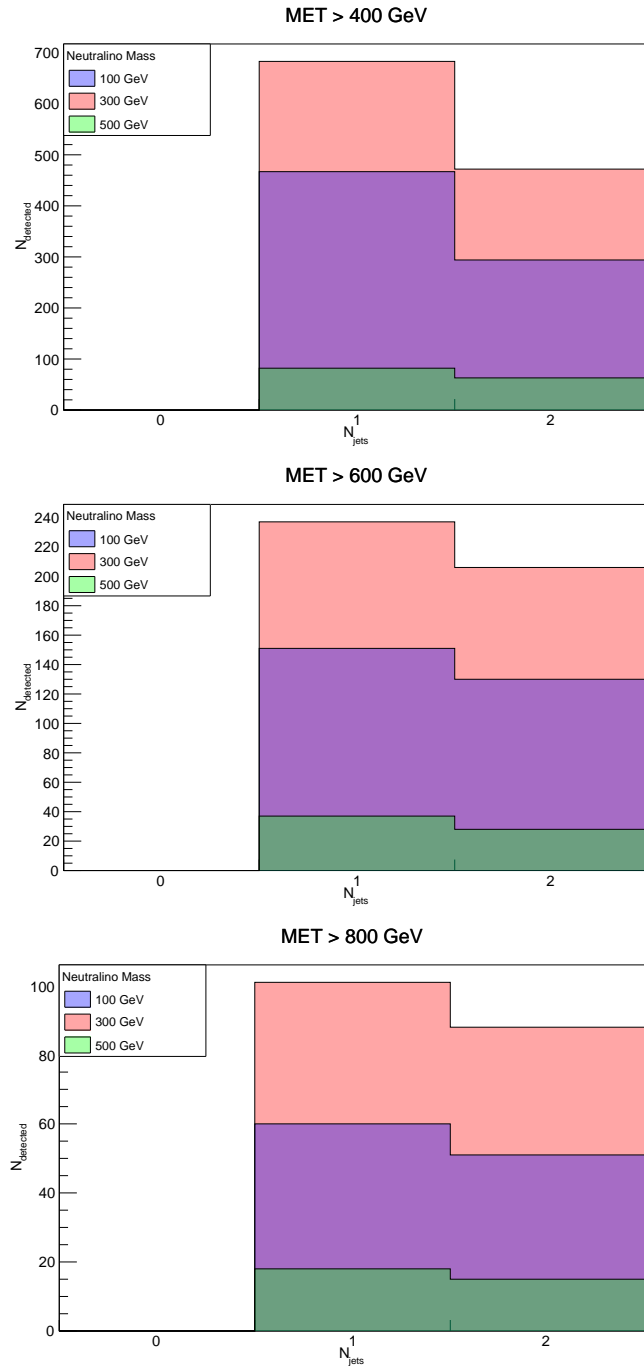 MET > 400 GeV
700
Neutralino Mass
100 GeV
600
300 GeV
500 GeV
500
400
N_detected
300
200
100
0
0 1 2
N_jets
MET > 600 GeV
240
Neutralino Mass
220
100 GeV
300 GeV
200
500 GeV
180
160
140
N_detected
120
100
80
60
40
20
0
0 1 2
N_jets
MET > 800 GeV
100
Neutralino Mass
100 GeV
300 GeV
500 GeV
80
60
N_detected
40
20
0
0 1 2
N_jets